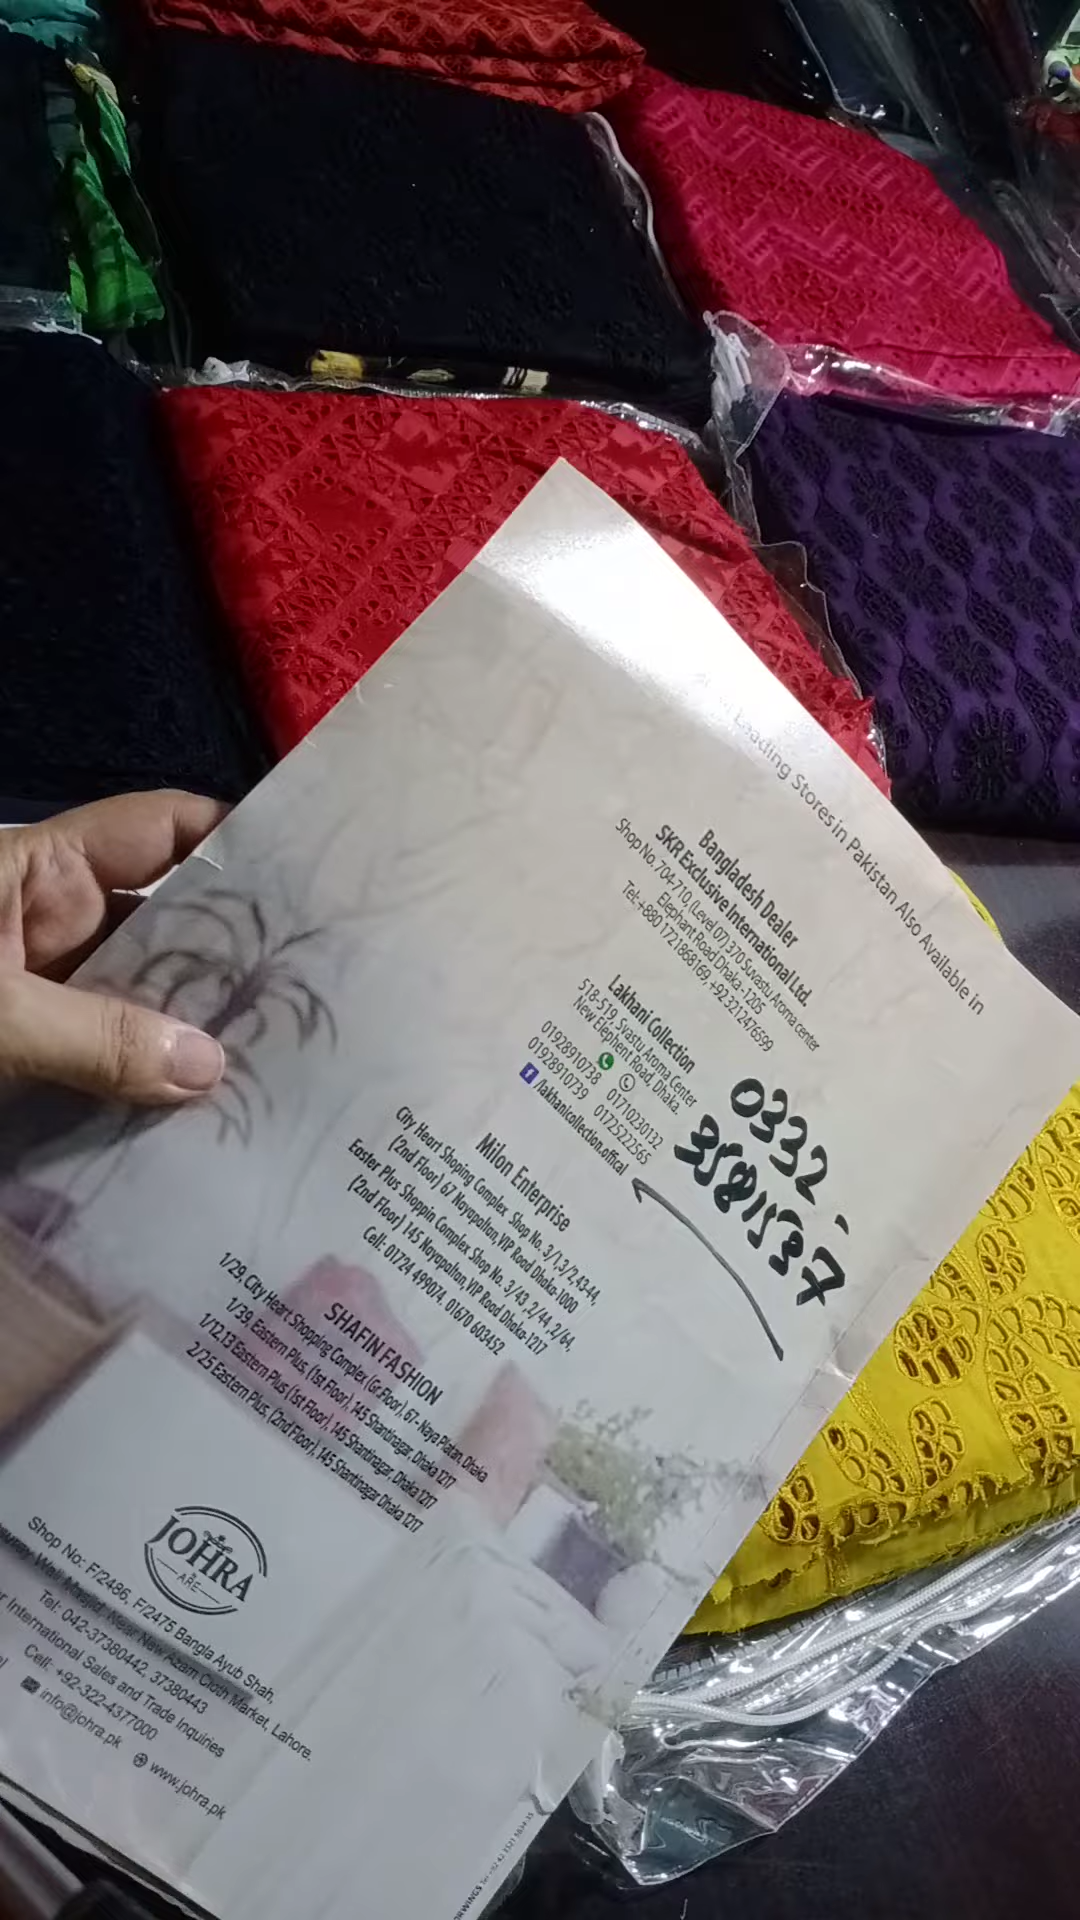 Leading Stores in Pakistan Also Available in
Bangladesh Dealer
SKR Exclusive International Ltd.
Shop No. 704-710, (Level 07) 370 Suvastu Aroma center
Elephant Road Dhaka-1205
Tel:+880 1721868169, +923212476599
Lakhani Collection
518-519, Svastu Aroma Center
New Elephent Road, Dhaka.
01928910738 01710230132
01928910739 01725222565
/lakhanicollection.offical
0332
3581537
Milon Enterprise
City Heart Shoping Complex Shop No. 3/1,3/2,43-44,
(2nd Floor) 67 Nayapaltan,VIP Road Dhaka-1000
Easter Plus Shoppin Complex Shop No. 3/43 ,2/44 ,2/64,
(2nd Floor) 145 Nayapaltan, VIP Road Dhaka-1217
Cell: 01724 499074, 01670 603452
SHAFIN FASHION
1/29, City Heart Shopping Complex (Gr.Floor), 67- Naya Platan, Dhaka
1/39, Eastern Plus, (1st Floor), 145 Shantinagar, Dhaka 1217
1/12,13 Eastern Plus (1st Floor), 145 Shantinagar, Dhaka 1217
2/25 Eastern Plus, (2nd Floor), 145 Shantinagar Dhaka 1217
JOHRA
ARE
Shop No: F/2486, F/2475 Bangla Ayub Shah,
Wali Masjid, Near New Azam Cloth Market, Lahore.
Tel: 042-37380442, 37380443
International Sales and Trade Inquiries
Cell: +92-322-4377000
info@johra.pk www.johra.pk